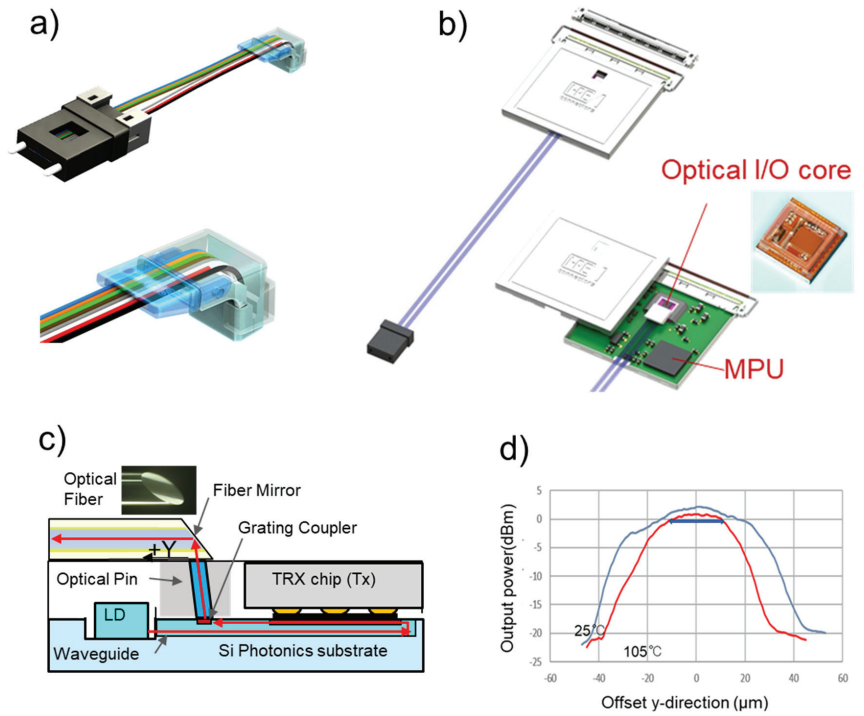 a)
b)
Optical I/O core
MPU
c)
Optical
Fiber
Fiber Mirror
Grating Coupler
+Y
Optical Pin
TRX chip (Tx)
LD
Waveguide
Si Photonics substrate
d)
Output power(dBm)
5
0
-5
-10
-15
-20
-25
25℃
105℃
-60
-40
-20
0
20
40
60
Offset y-direction (μm)